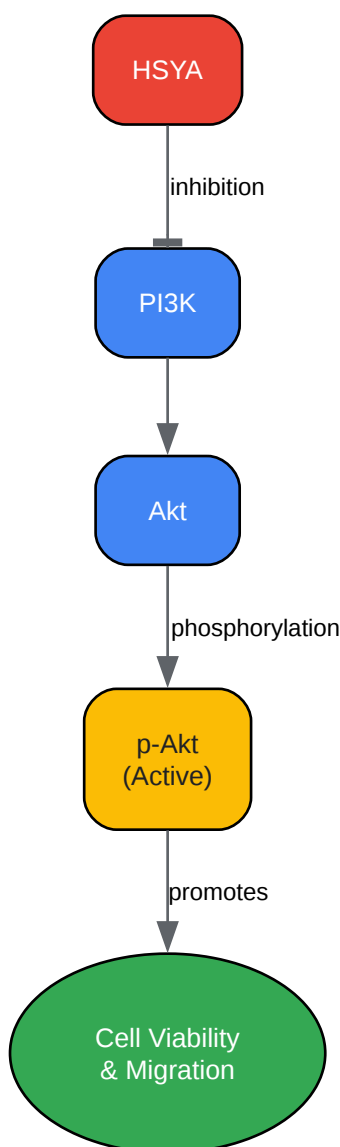 HSYA
inhibition
PI3K
Akt
phosphorylation
p-Akt
(Active)
promotes
Cell Viability
& Migration